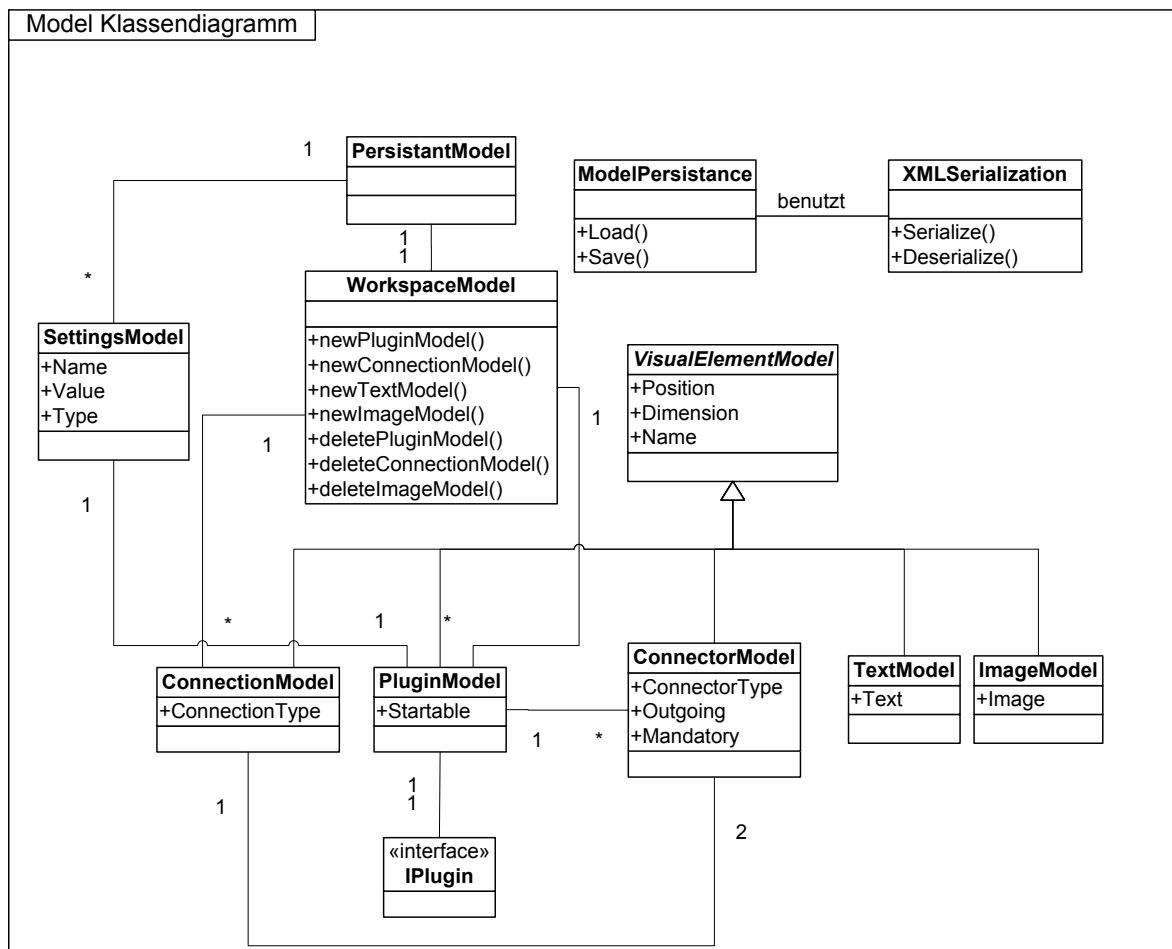 Model Klassendiagramm
1
PersistantModel
ModelPersistance
+Load()
+Save()
benutzt
XMLSerialization
+Serialize()
+Deserialize()
1
1
*
WorkspaceModel
+newPluginModel()
+newConnectionModel()
+newTextModel()
+newImageModel()
+deletePluginModel()
+deleteConnectionModel()
+deleteImageModel()
SettingsModel
+Name
+Value
+Type
VisualElementModel
+Position
+Dimension
+Name
1
1
1
*
1
*
ConnectionModel
+ConnectionType
PluginModel
+Startable
ConnectorModel
+ConnectorType
+Outgoing
+Mandatory
TextModel
+Text
ImageModel
+Image
1
*
1
1
1
2
«interface»
IPlugin